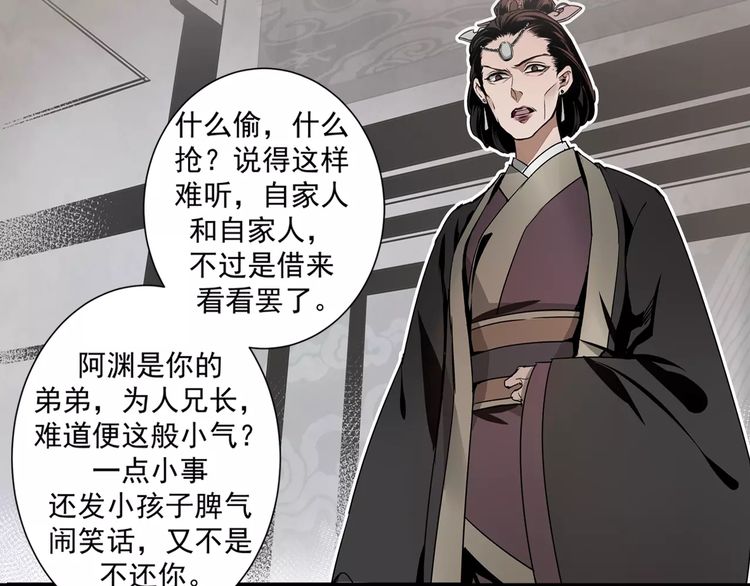 什么偷，什么
抢？说得这样
难听，自家人
和自家人，
不过是借来
看看罢了。
阿渊是你的
弟弟，为人兄长，
难道便这般小气？
一点小事
还发小孩子脾气
闹笑话，又不是
不还你。